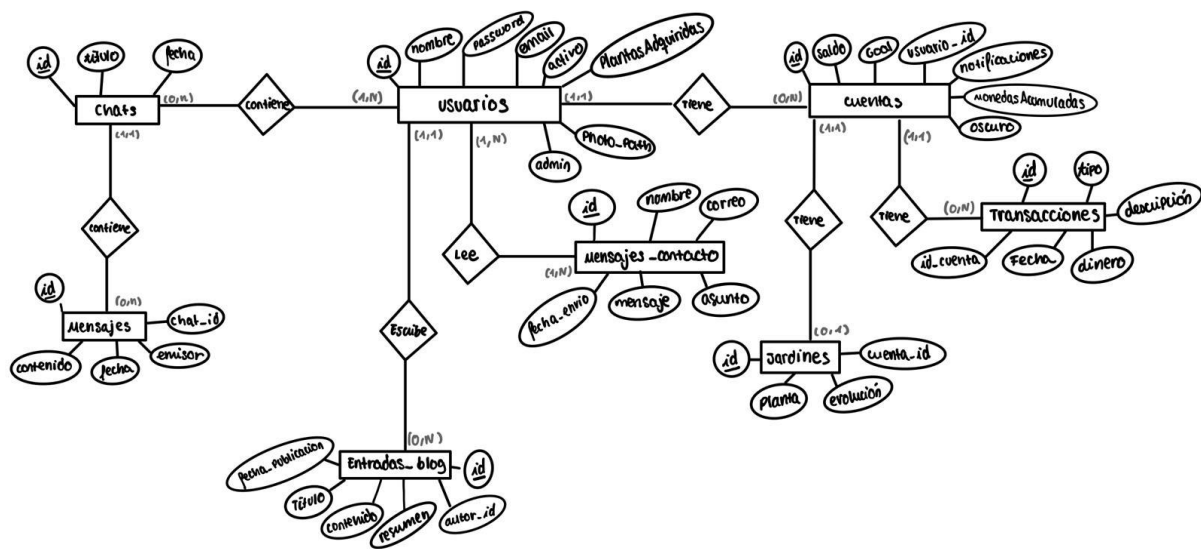 id
título
fecha
Chats
(0,n)
(1,1)
contiene
(1,N)
id
nombre
password
email
activo
PlantasAdquiridas
usuarios
(1,1)
(1,1)
(1,N)
admin
Photo_Path
Tiene
(0,N)
id
saldo
Goal
usuario_id
notificaciones
MonedasAcumuladas
oscuro
cuentas
(1,1)
(1,1)
contiene
(0,n)
id
Mensajes
chat_id
contenido
fecha
emisor
Lee
(1,N)
id
nombre
correo
Mensajes_contacto
fecha_envio
mensaje
asunto
Tiene
Tiene
(0,N)
id
tipo
Transacciones
descripión
id_cuenta
Fecha
dinero
(0,1)
id
Jardines
cuenta_id
Planta
evolución
Escibe
(0,N)
fecha_Publicacion
Entradas_blog
id
Título
contenido
resumen
autor_id